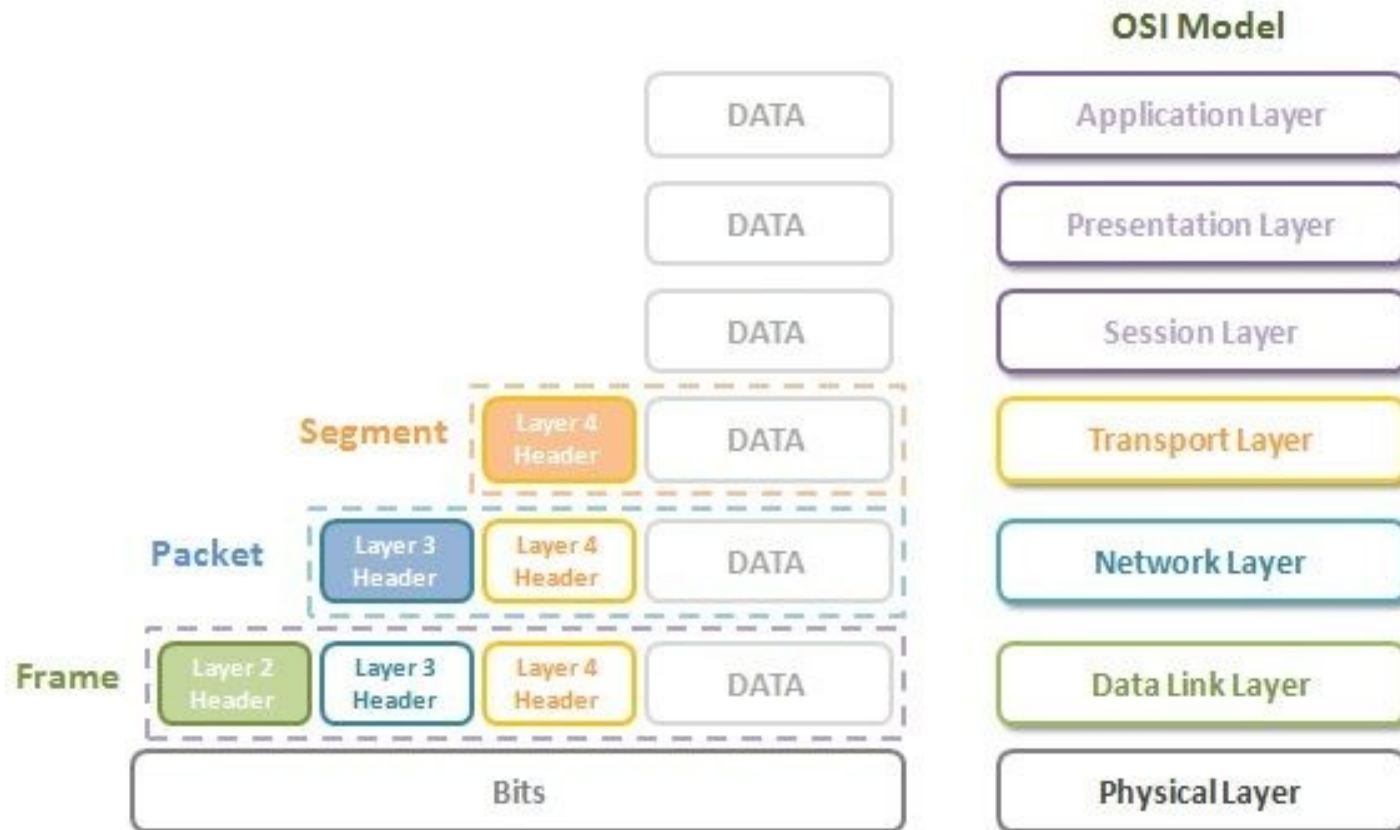 OSI Model
DATA
Application Layer
DATA
Presentation Layer
DATA
Session Layer
Segment
Layer 4
Header
DATA
Transport Layer
Packet
Layer 3
Header
Layer 4
Header
DATA
Network Layer
Frame
Layer 2
Header
Layer 3
Header
Layer 4
Header
DATA
Data Link Layer
Bits
Physical Layer